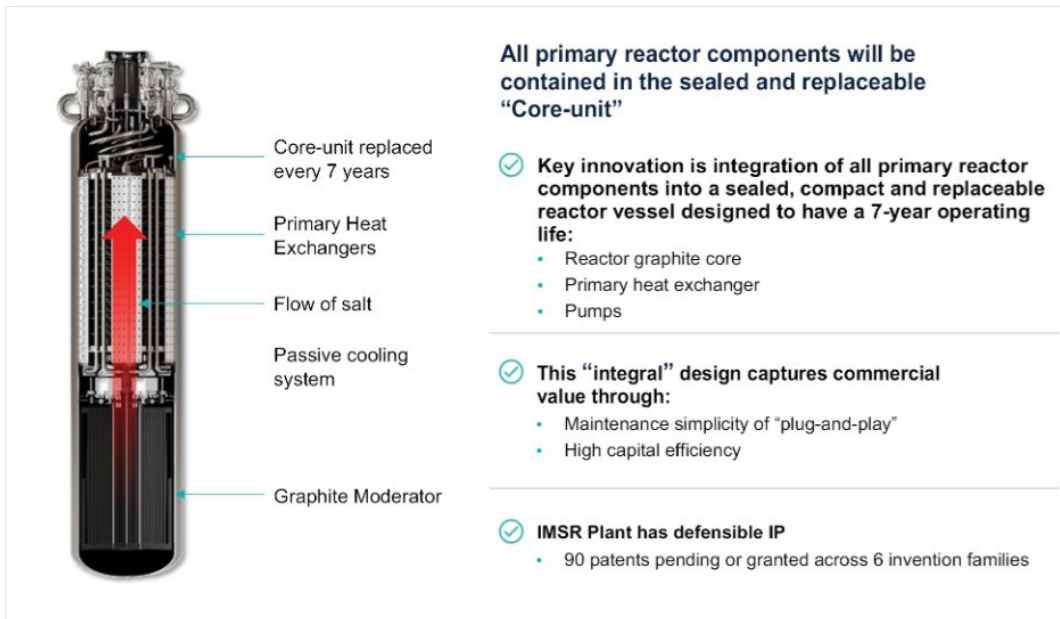 Core-unit replaced
every 7 years
Primary Heat
Exchangers
Flow of salt
Passive cooling
system
Graphite Moderator
All primary reactor components will be
contained in the sealed and replaceable
“Core-unit”
Key innovation is integration of all primary reactor
components into a sealed, compact and replaceable
reactor vessel designed to have a 7-year operating
life:
• Reactor graphite core
• Primary heat exchanger
• Pumps
This “integral” design captures commercial
value through:
• Maintenance simplicity of “plug-and-play”
• High capital efficiency
IMSR Plant has defensible IP
• 90 patents pending or granted across 6 invention families